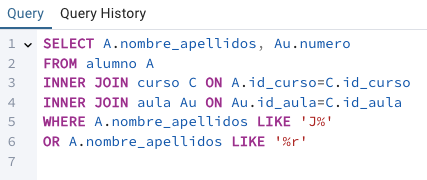 Query Query History
1 SELECT A.nombre_apellidos, Au.numero
2 FROM alumno A
3 INNER JOIN curso C ON A.id_curso=C.id_curso
4 INNER JOIN aula Au ON Au.id_aula=C.id_aula
5 WHERE A.nombre_apellidos LIKE 'J%'
6 OR A.nombre_apellidos LIKE '%r'
7